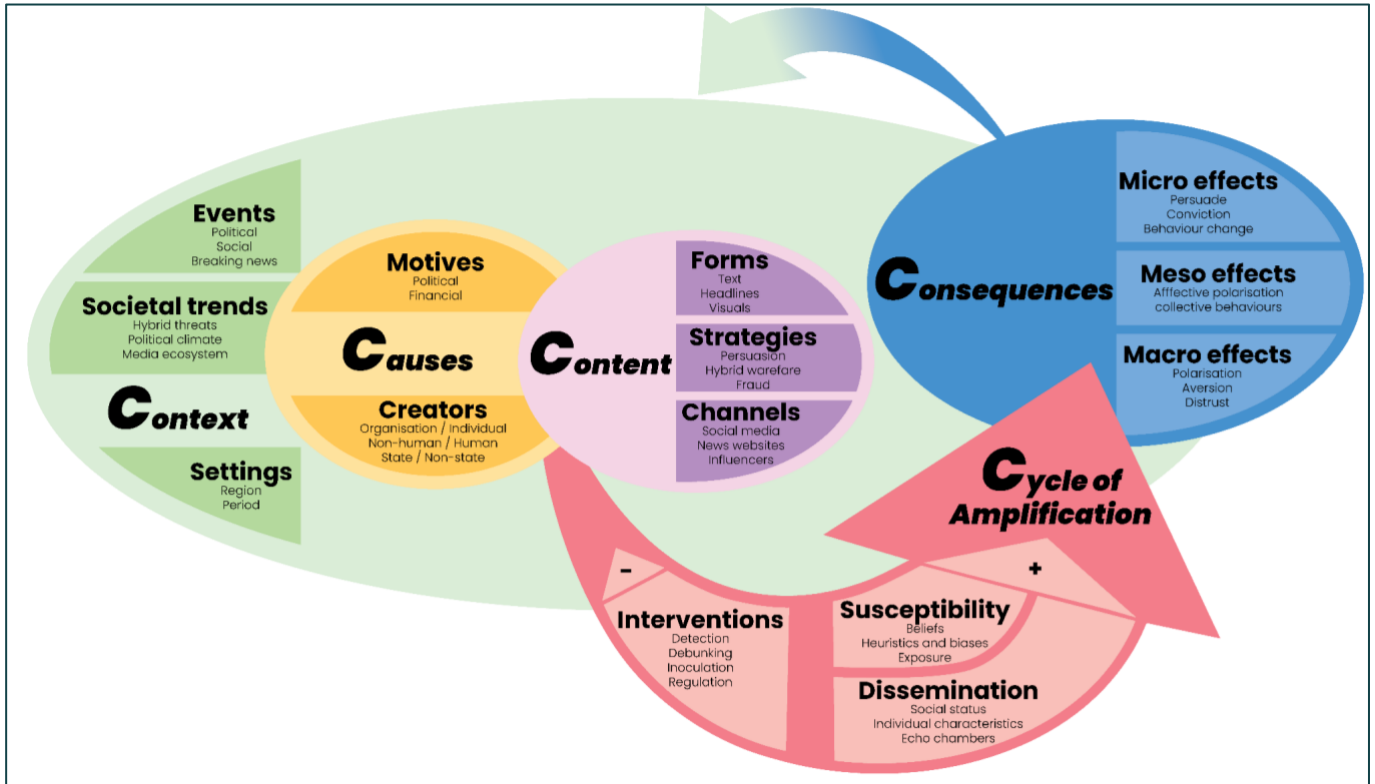 Events
Political
Social
Breaking news
Societal trends
Hybrid threats
Political climate
Media ecosystem
Context
Settings
Region
Period
Motives
Political
Financial
Causes
Creators
Organisation / Individual
Non-human / Human
State / Non-state
Content
Forms
Text
Headlines
Visuals
Strategies
Persuasion
Hybrid warefare
Fraud
Channels
Social media
News websites
Influencers
Consequences
Micro effects
Persuade
Conviction
Behaviour change
Meso effects
Afffective polarisation
collective behaviours
Macro effects
Polarisation
Aversion
Distrust
Cycle of
Amplification
-
Interventions
Detection
Debunking
Inoculation
Regulation
+
Susceptibility
Beliefs
Heuristics and biases
Exposure
Dissemination
Social status
Individual characteristics
Echo chambers